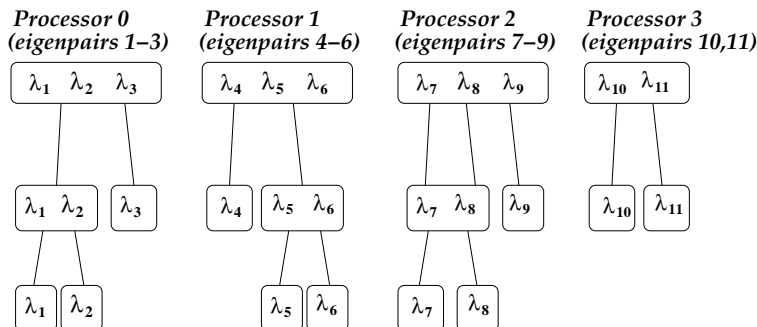 Processor 0 Processor 1 Processor 2 Processor 3
(eigenpairs 1–3) (eigenpairs 4–6) (eigenpairs 7–9) (eigenpairs 10,11)
λ1 λ2 λ3 λ4 λ5 λ6 λ7 λ8 λ9 λ10 λ11
λ1 λ2 λ3 λ4 λ5 λ6 λ7 λ8 λ9 λ10 λ11
λ1 λ2 λ5 λ6 λ7 λ8